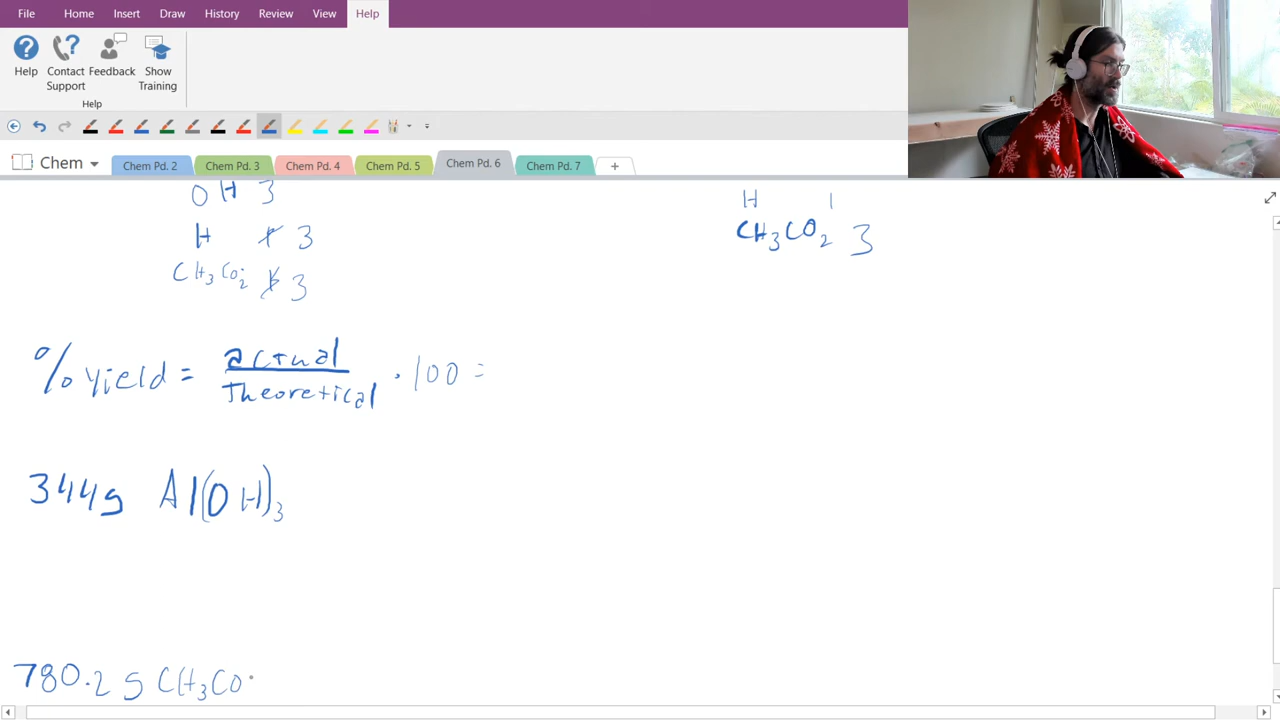 File Home Insert Draw History Review View Help
Help Contact Support Feedback Show Training
Help
Chem Chem Pd. 2 Chem Pd. 3 Chem Pd. 4 Chem Pd. 5 Chem Pd. 6 Chem Pd. 7 +
OH 3
H 1
H 1 3
CH₃CO₂ 3
CH₃CO₂ 1 3
% yield = actual / theoretical · 100 =
344g Al(OH)₃
780.2 g CH₃CO